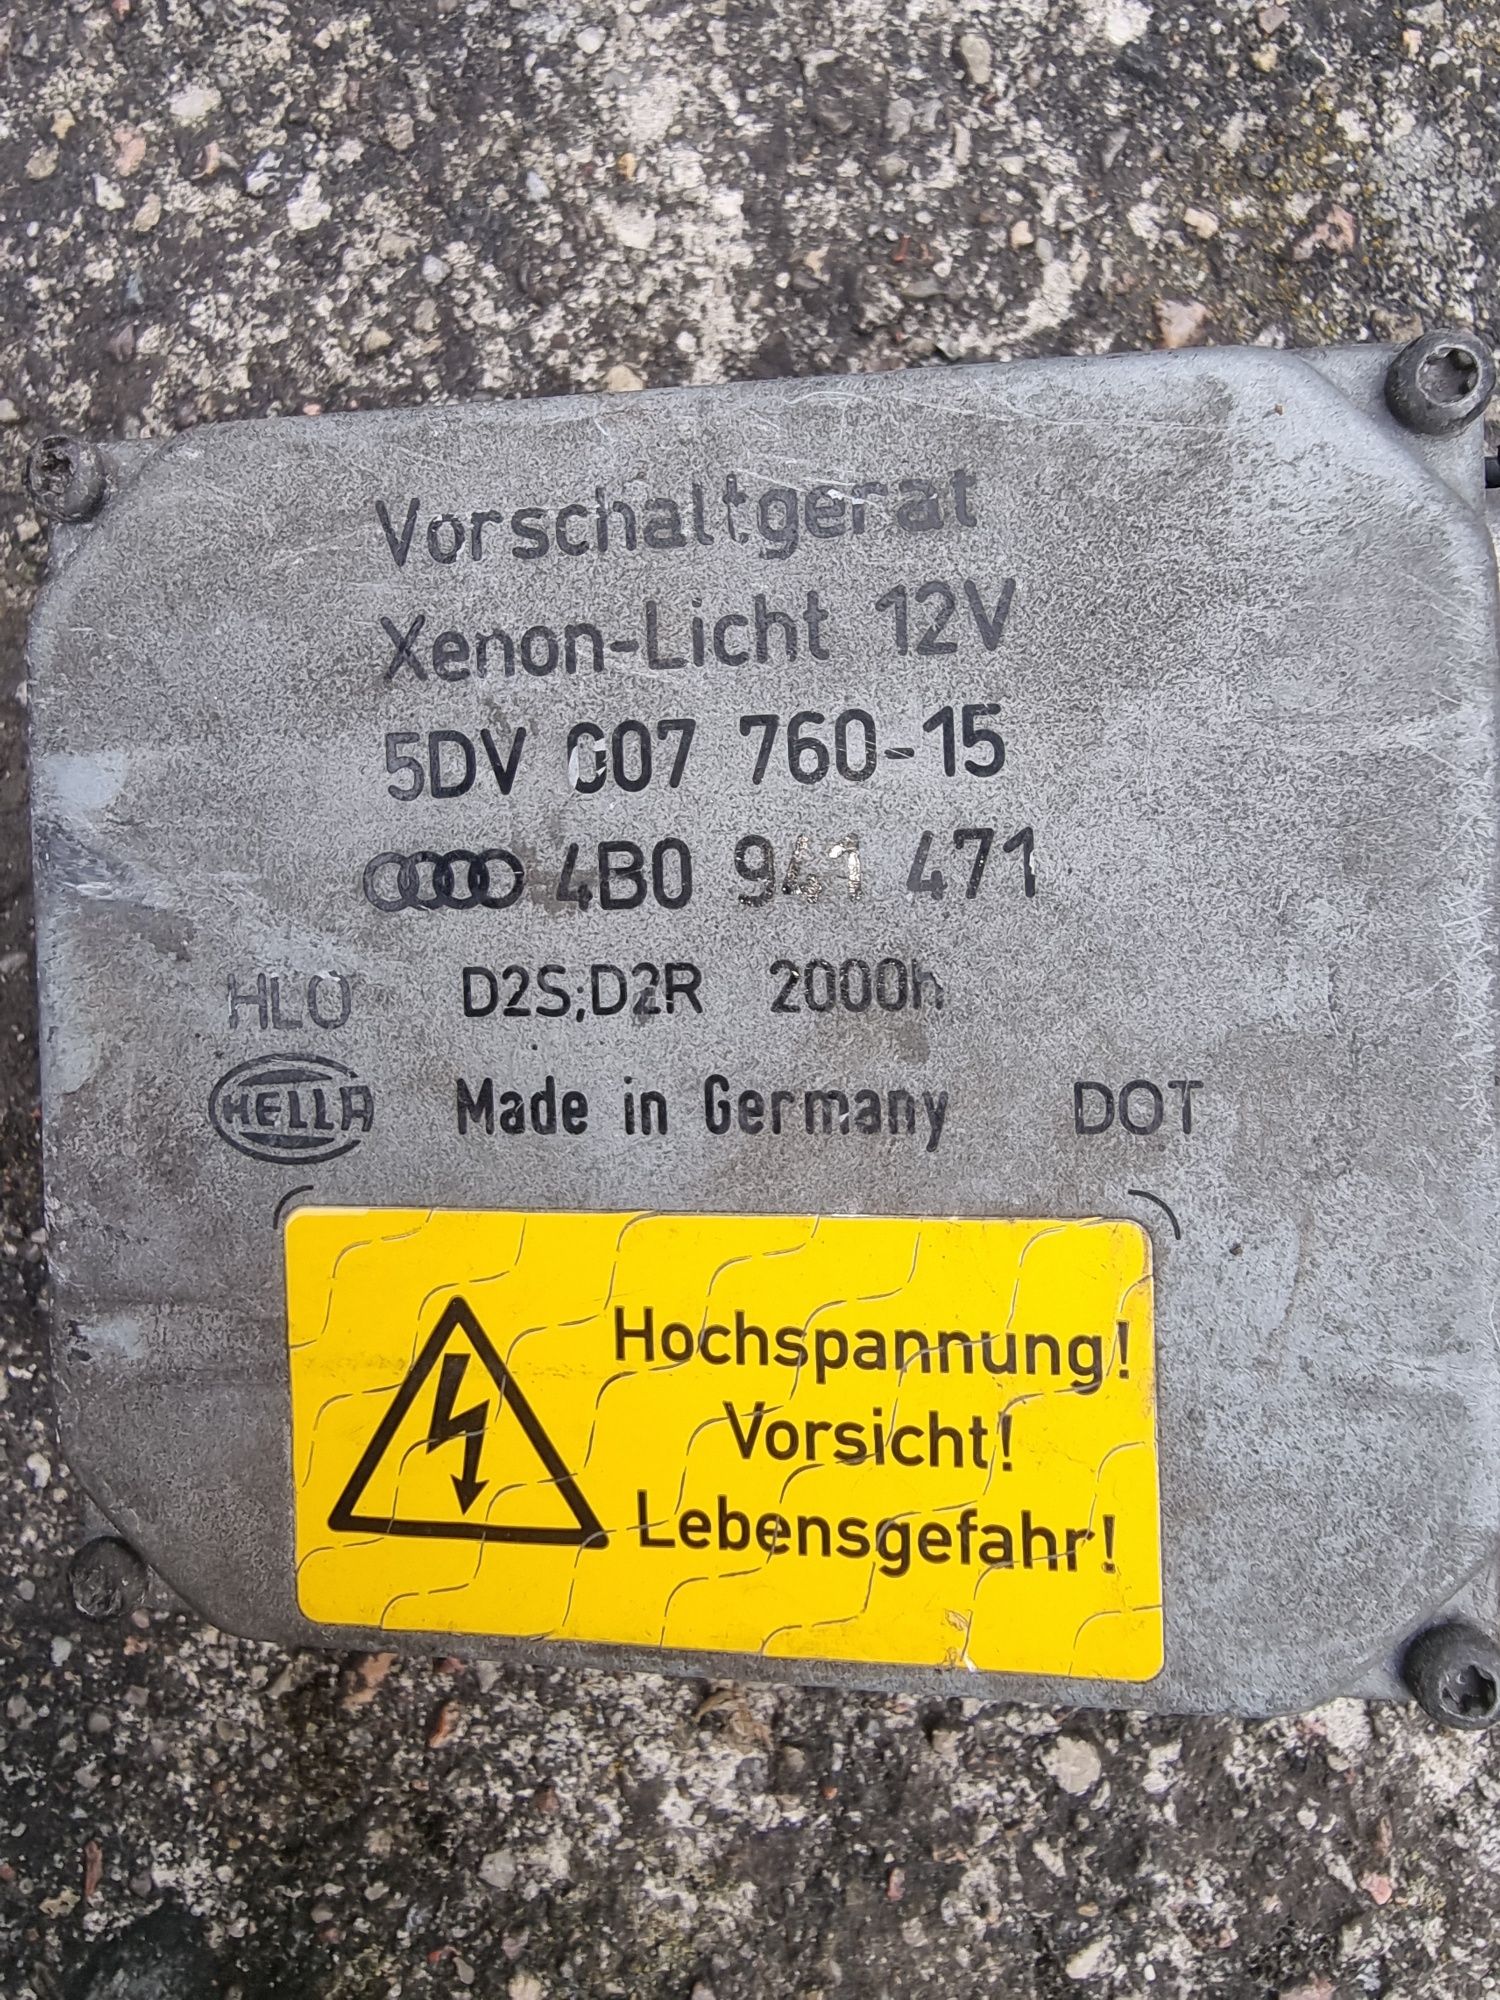 Vorschaltgerät
Xenon-Licht 12V
5DV 007 760-15
4B0 941 471
HLO D2S;D2R 2000h
HELLA Made in Germany DOT
Hochspannung!
Vorsicht!
Lebensgefahr!